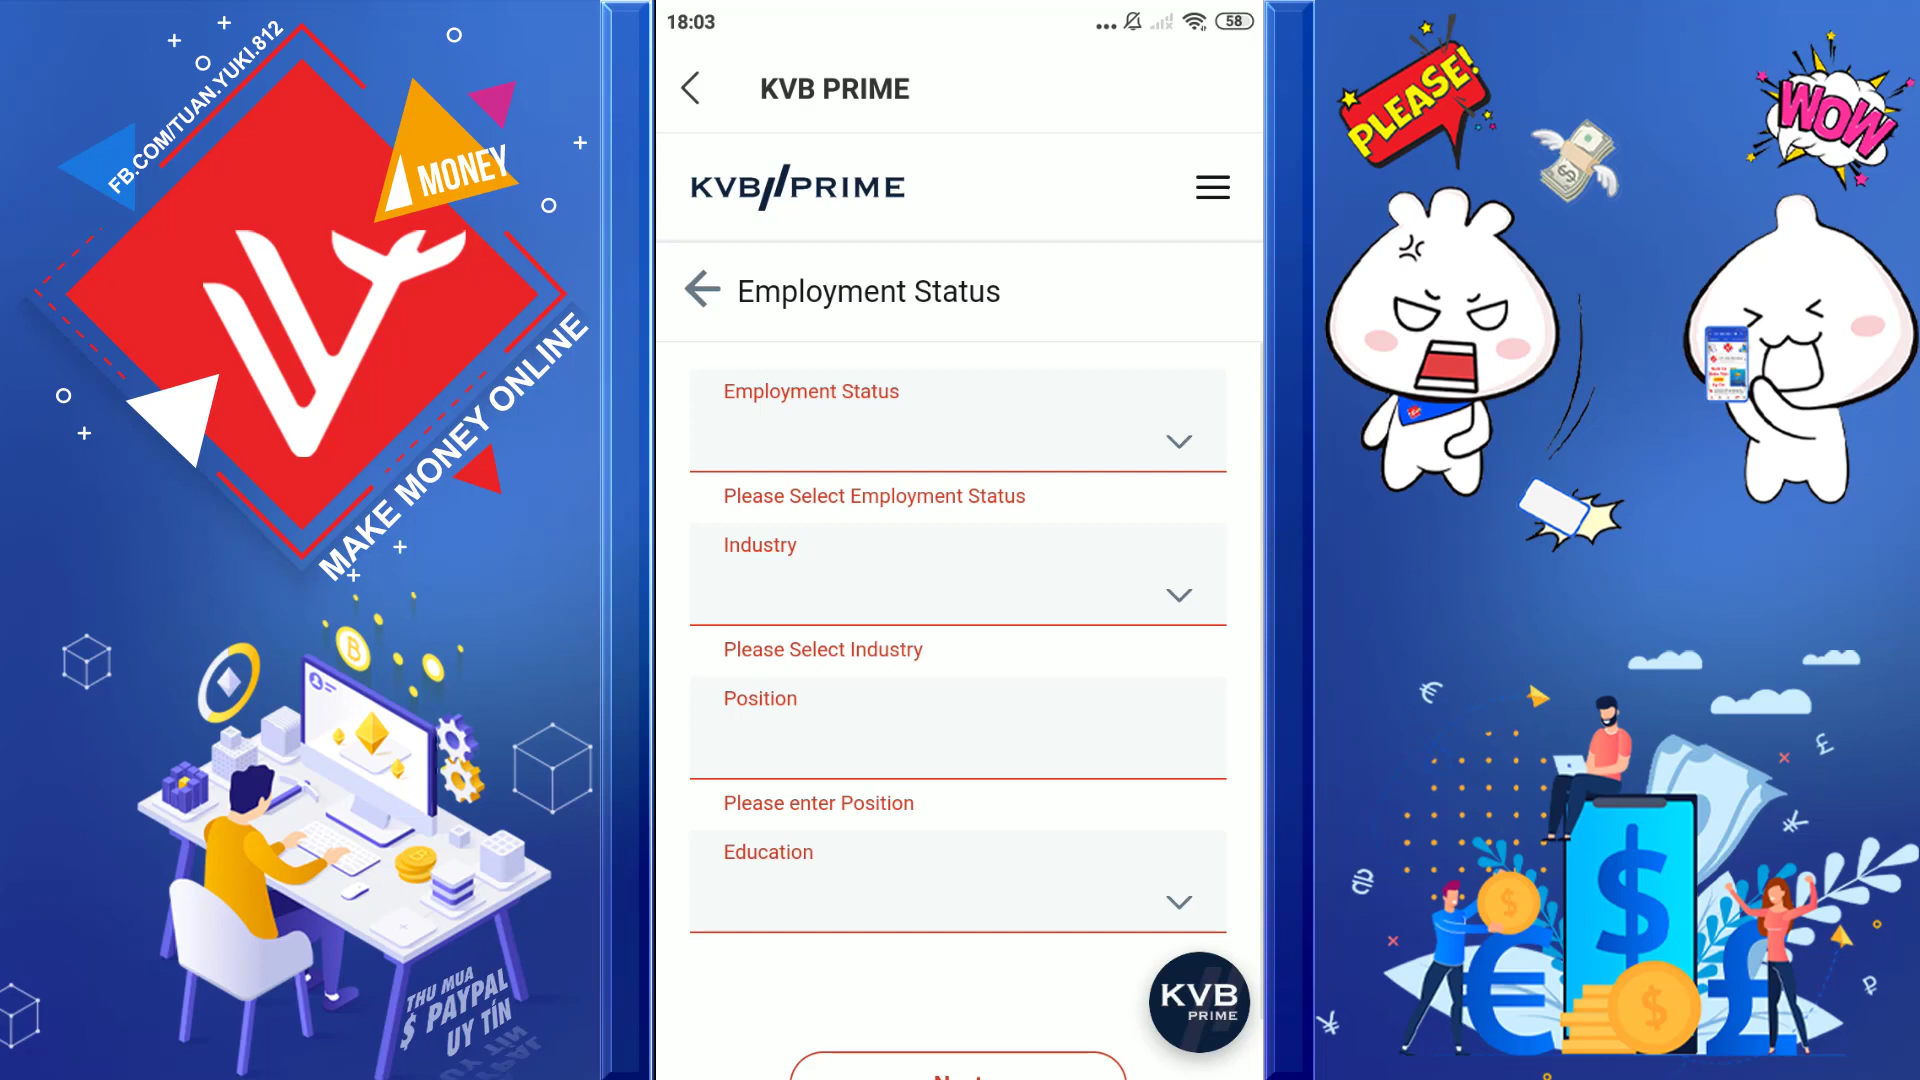 FB.COM/TUAN.YUKI.812
MONEY
MAKE MONEY ONLINE
THU MUA
$ PAYPAL
UY TÍN
18:03
58
KVB PRIME
KVB PRIME
Employment Status
Employment Status
Please Select Employment Status
Industry
Please Select Industry
Position
Please enter Position
Education
KVB
PRIME
PLEASE!
WOW